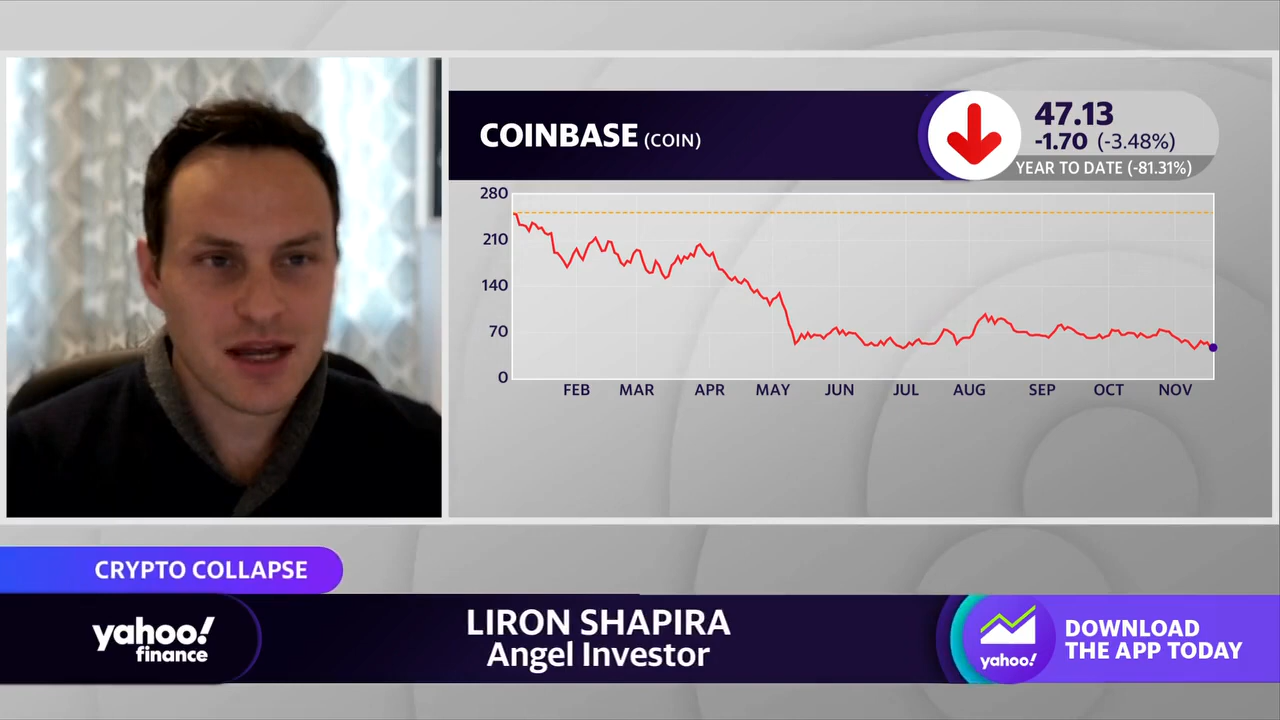 COINBASE (COIN)
47.13
-1.70 (-3.48%)
YEAR TO DATE (-81.31%)
280
210
140
70
0
FEB MAR APR MAY JUN JUL AUG SEP OCT NOV
CRYPTO COLLAPSE
yahoo!
finance
LIRON SHAPIRA
Angel Investor
yahoo!
DOWNLOAD
THE APP TODAY